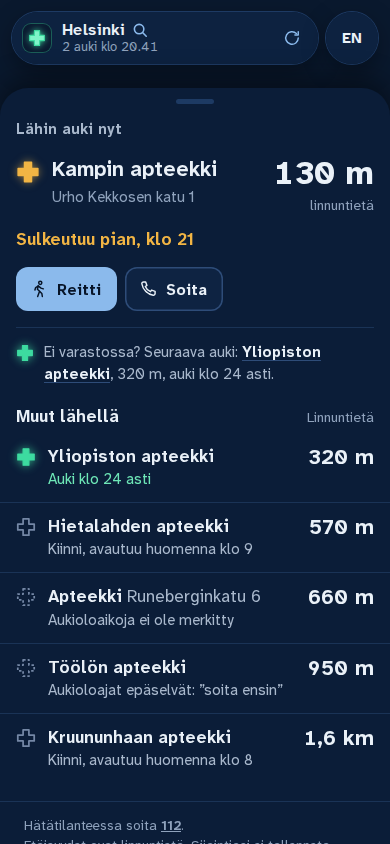 Helsinki
2 auki klo 20.41
EN
Lähin auki nyt
Kampin apteekki
130 m
Urho Kekkosen katu 1
linnuntietä
Sulkeutuu pian, klo 21
Reitti
Soita
Ei varastossa? Seuraava auki: Yliopiston
apteekki, 320 m, auki klo 24 asti.
Muut lähellä
Linnuntietä
Yliopiston apteekki
320 m
Auki klo 24 asti
Hietalahden apteekki
570 m
Kiinni, avautuu huomenna klo 9
Apteekki Runeberginkatu 6
660 m
Aukioloaikoja ei ole merkitty
Töölön apteekki
950 m
Aukioloajat epäselvät: ”soita ensin”
Kruununhaan apteekki
1,6 km
Kiinni, avautuu huomenna klo 8
Hätätilanteessa soita 112.